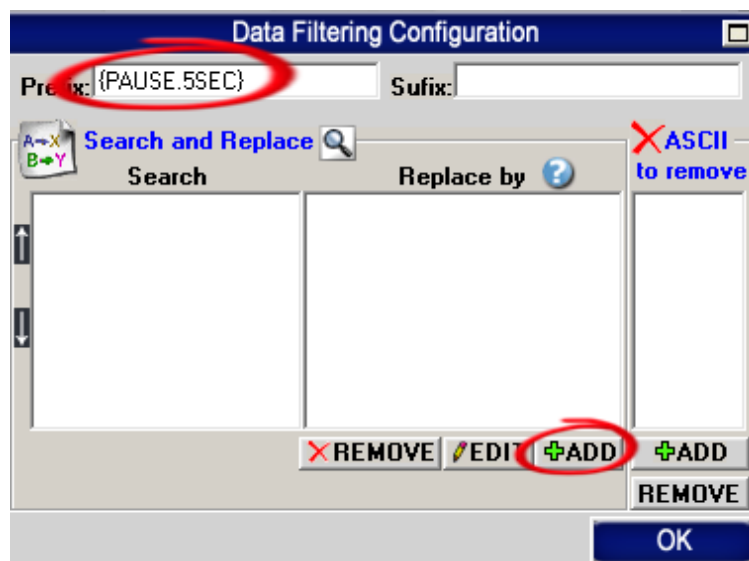 Data Filtering Configuration
Prefix: {PAUSE.5SEC} Sufix:
A→X B→Y Search and Replace ASCII to remove
Search Replace by ?
REMOVE EDIT ADD ADD
REMOVE
OK